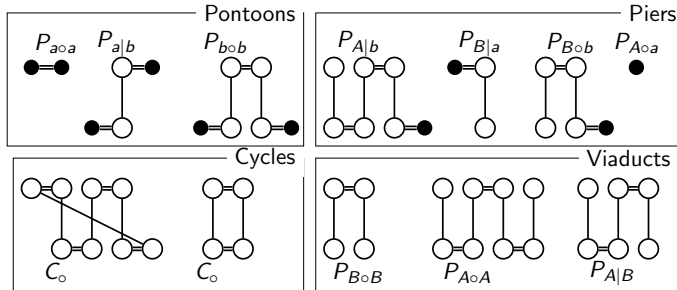 Pontoons
P_{a∘a} P_{a|b} P_{b∘b}
Piers
P_{A|b} P_{B|a} P_{B∘b} P_{A∘a}
Cycles
C_∘ C_∘
Viaducts
P_{B∘B} P_{A∘A} P_{A|B}